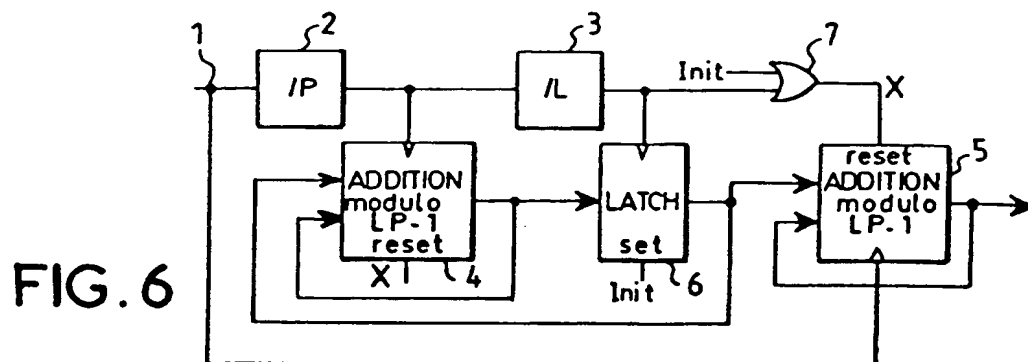 1
2
3
7
/P
/L
Init
X
ADDITION
modulo
LP-1
reset
X
4
LATCH
set
Init
6
reset
ADDITION
modulo
LP-1
5
FIG. 6